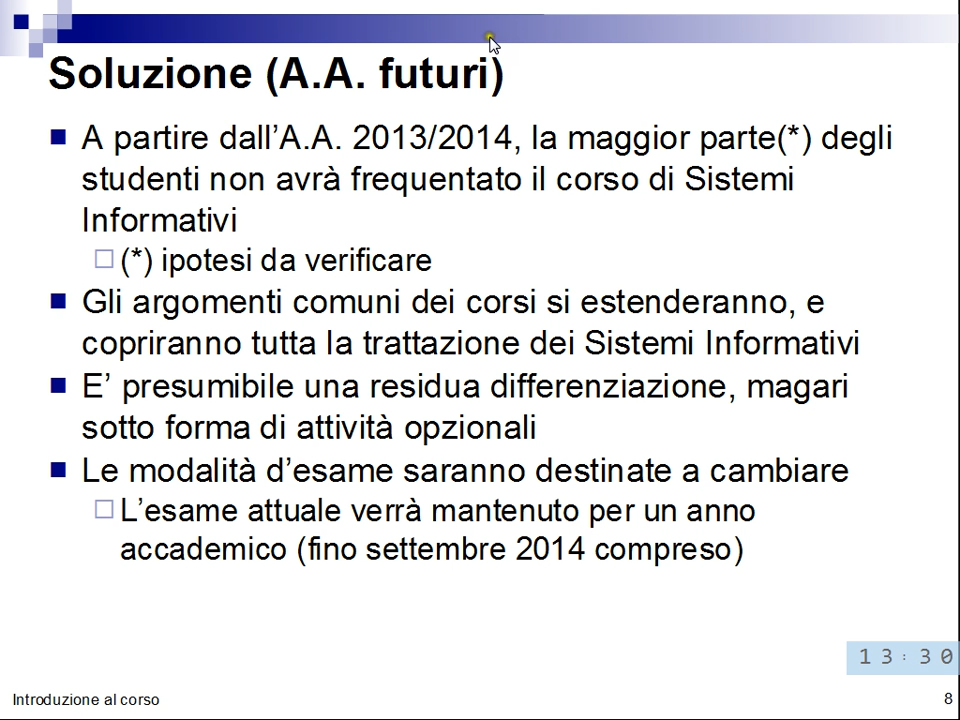 Soluzione (A.A. futuri)
A partire dall'A.A. 2013/2014, la maggior parte(*) degli
studenti non avrà frequentato il corso di Sistemi
Informativi
(*) ipotesi da verificare
Gli argomenti comuni dei corsi si estenderanno, e
copriranno tutta la trattazione dei Sistemi Informativi
E' presumibile una residua differenziazione, magari
sotto forma di attività opzionali
Le modalità d'esame saranno destinate a cambiare
L'esame attuale verrà mantenuto per un anno
accademico (fino settembre 2014 compreso)
13:30
Introduzione al corso
8